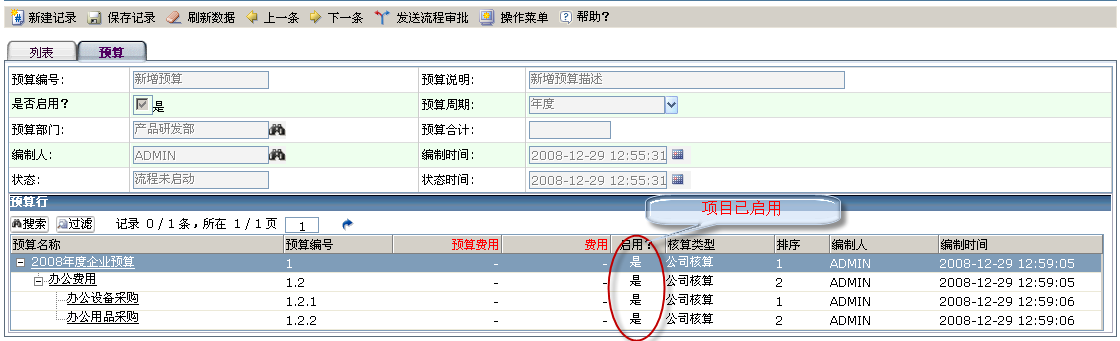 新建记录 保存记录 刷新数据 上一条 下一条 发送流程审批 操作菜单 帮助?
列表 预算
预算编号: 新增预算 预算说明: 新增预算描述
是否启用? 是 预算周期: 年度
预算部门: 产品研发部 预算合计:
编制人: ADMIN 编制时间: 2008-12-29 12:55:31
状态: 流程未启动 状态时间: 2008-12-29 12:55:31
预算行
项目已启用
搜索 过滤 记录 0 / 1 条,所在 1 / 1 页 1
预算名称 预算编号 预算费用 费用 启用? 核算类型 排序 编制人 编制时间
2008年度企业预算 1 - - 是 公司核算 1 ADMIN 2008-12-29 12:59:05
办公费用 1.2 - - 是 公司核算 2 ADMIN 2008-12-29 12:59:05
办公设备采购 1.2.1 - - 是 公司核算 1 ADMIN 2008-12-29 12:59:06
办公用品采购 1.2.2 - - 是 公司核算 2 ADMIN 2008-12-29 12:59:06